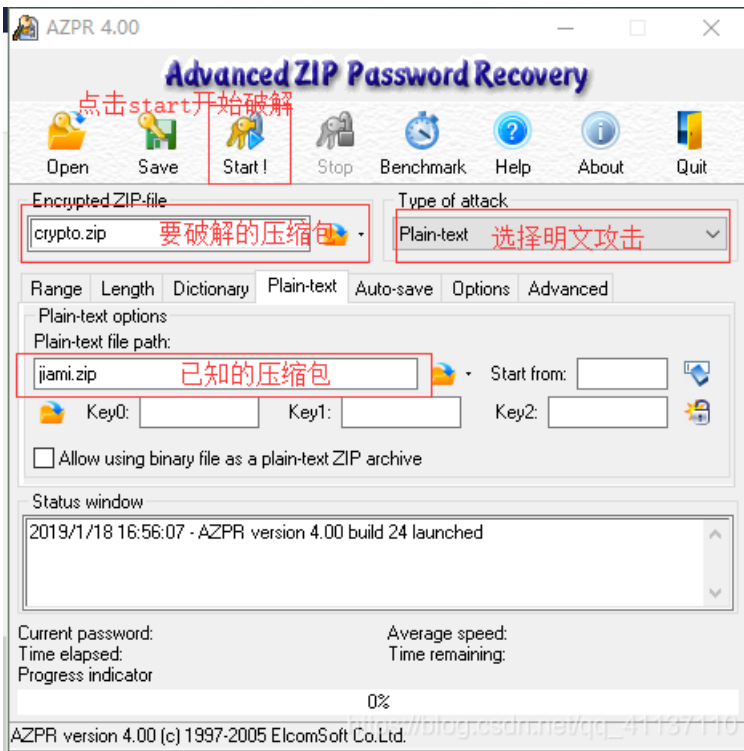 AZPR 4.00
Advanced ZIP Password Recovery
点击start开始破解
Open Save Start! Stop Benchmark Help About Quit
Encrypted ZIP-file Type of attack
crypto.zip 要破解的压缩包 Plain-text 选择明文攻击
Range Length Dictionary Plain-text Auto-save Options Advanced
Plain-text options
Plain-text file path:
jiami.zip 已知的压缩包 Start from:
Key0: Key1: Key2:
Allow using binary file as a plain-text ZIP archive
Status window
2019/1/18 16:56:07 - AZPR version 4.00 build 24 launched
Current password: Average speed:
Time elapsed: Time remaining:
Progress indicator
0%
https://blog.csdn.net/qq_41137110
AZPR version 4.00 (c) 1997-2005 ElcomSoft Co.Ltd.